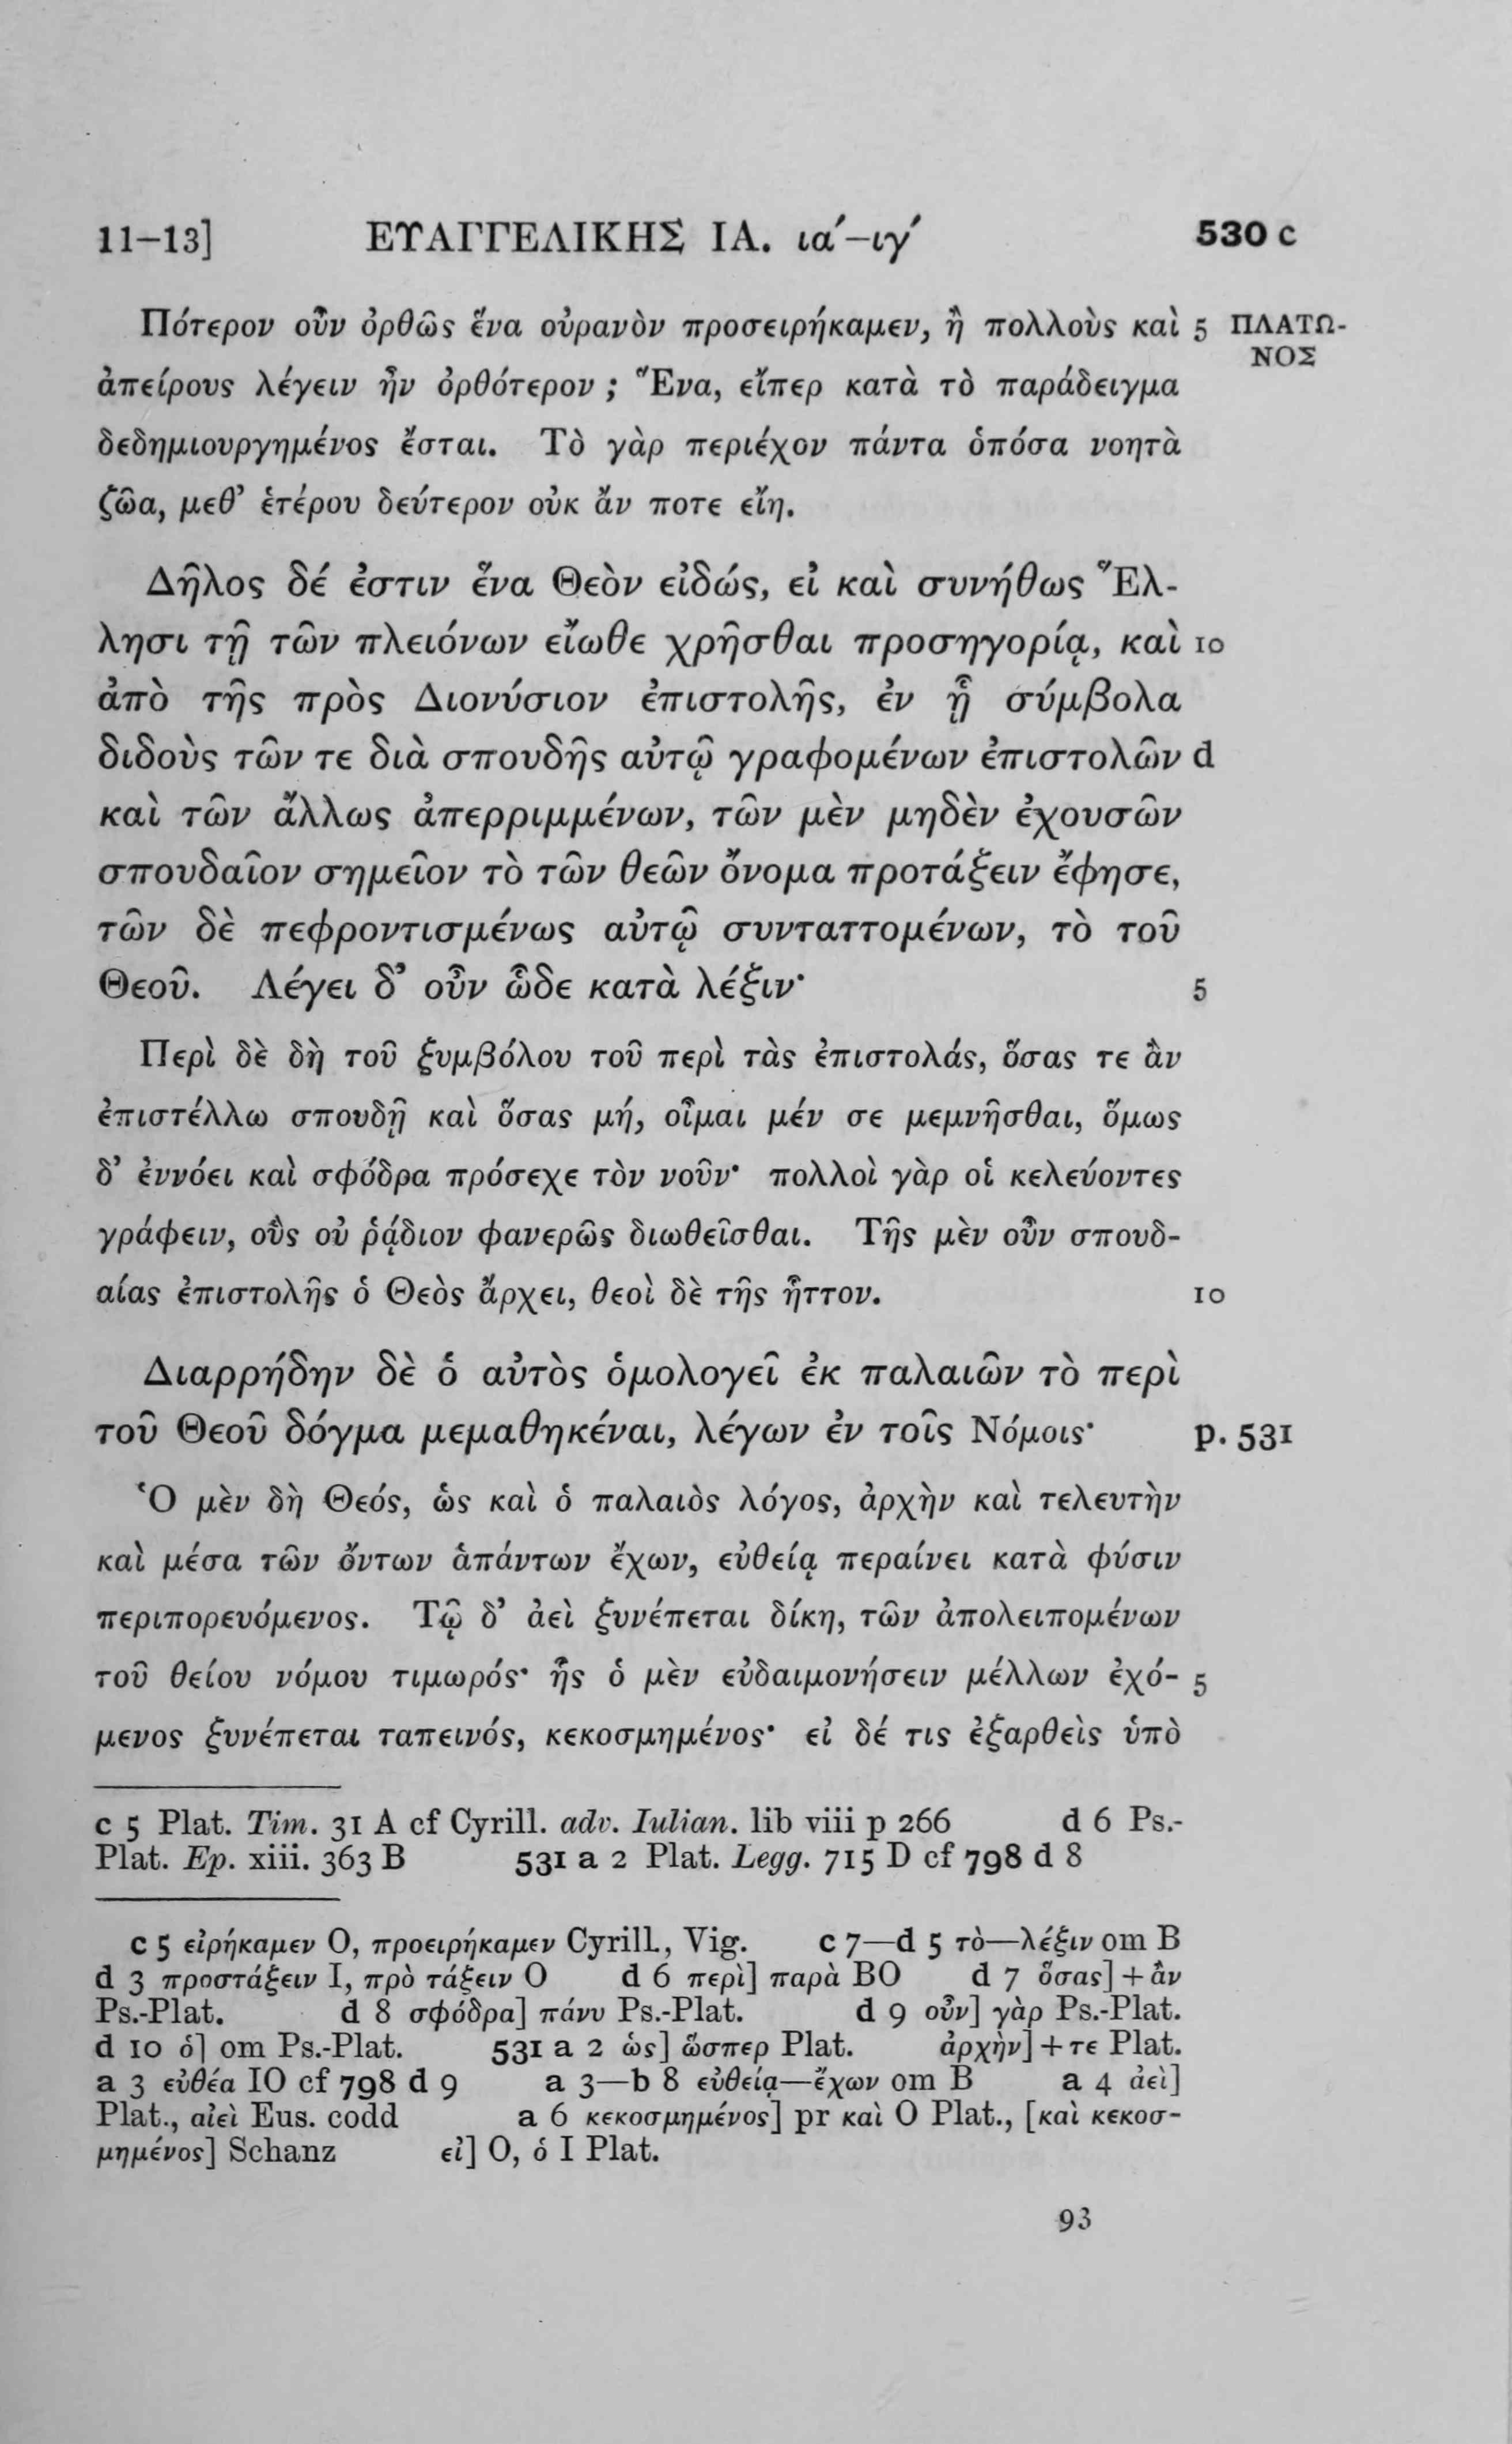 11–13] ΕΥΑΓΓΕΛΙΚΗΣ ΙΑ. ια΄–ιγ΄ 530 c
Πότερον οὖν ὀρθῶς ἕνα οὐρανὸν προσειρήκαμεν, ἢ πολλοὺς καὶ 5 ΠΛΑΤΩ-
ΝΟΣ
ἀπείρους λέγειν ἦν ὀρθότερον ; Ἕνα, εἴπερ κατὰ τὸ παράδειγμα
δεδημιουργημένος ἔσται. Τὸ γὰρ περιέχον πάντα ὁπόσα νοητὰ
ζῶα, μεθ’ ἑτέρου δεύτερον οὐκ ἄν ποτε εἴη.
Δῆλος δέ ἐστιν ἕνα Θεὸν εἰδώς, εἰ καὶ συνήθως Ἕλ-
λησι τῇ τῶν πλειόνων εἴωθε χρῆσθαι προσηγορίᾳ, καὶ 10
ἀπὸ τῆς πρὸς Διονύσιον ἐπιστολῆς, ἐν ᾗ σύμβολα
διδοὺς τῶν τε διὰ σπουδῆς αὐτῷ γραφομένων ἐπιστολῶν d
καὶ τῶν ἄλλως ἀπερριμμένων, τῶν μὲν μηδὲν ἐχουσῶν
σπουδαῖον σημεῖον τὸ τῶν θεῶν ὄνομα προτάξειν ἔφησε,
τῶν δὲ πεφροντισμένως αὐτῷ συνταττομένων, τὸ τοῦ
Θεοῦ. Λέγει δ’ οὖν ὧδε κατὰ λέξιν· 5
Περὶ δὲ δὴ τοῦ ξυμβόλου τοῦ περὶ τὰς ἐπιστολάς, ὅσας τε ἂν
ἐπιστέλλω σπουδῇ καὶ ὅσας μή, οἶμαι μέν σε μεμνῆσθαι, ὅμως
δ’ ἐννόει καὶ σφόδρα πρόσεχε τὸν νοῦν· πολλοὶ γὰρ οἱ κελεύοντες
γράφειν, οὓς οὐ ῥᾴδιον φανερῶς διωθεῖσθαι. Τῆς μὲν οὖν σπουδ-
αίας ἐπιστολῆς ὁ Θεὸς ἄρχει, θεοὶ δὲ τῆς ἧττον. 10
Διαρρήδην δὲ ὁ αὐτὸς ὁμολογεῖ ἐκ παλαιῶν τὸ περὶ
τοῦ Θεοῦ δόγμα μεμαθηκέναι, λέγων ἐν τοῖς Νόμοις· p. 531
Ὁ μὲν δὴ Θεός, ὡς καὶ ὁ παλαιὸς λόγος, ἀρχὴν καὶ τελευτὴν
καὶ μέσα τῶν ὄντων ἁπάντων ἔχων, εὐθείᾳ περαίνει κατὰ φύσιν
περιπορευόμενος. Τῷ δ’ ἀεὶ ξυνέπεται δίκη, τῶν ἀπολειπομένων
τοῦ θείου νόμου τιμωρός· ἧς ὁ μὲν εὐδαιμονήσειν μέλλων ἐχό- 5
μενος ξυνέπεται ταπεινός, κεκοσμημένος· εἰ δέ τις ἐξαρθεὶς ὑπὸ
c 5 Plat. Tim. 31 A cf Cyrill. adv. Iulian. lib viii p 266 d 6 Ps.-
Plat. Ep. xiii. 363 B 531 a 2 Plat. Legg. 715 D cf 798 d 8
c 5 εἰρήκαμεν O, προειρήκαμεν Cyrill., Vig. c 7—d 5 τὸ—λέξιν om B
d 3 προστάξειν I, πρὸ τάξειν O d 6 περὶ] παρὰ BO d 7 ὅσας] + ἂν
Ps.-Plat. d 8 σφόδρα] πάνυ Ps.-Plat. d 9 οὖν] γὰρ Ps.-Plat.
d 10 ὁ] om Ps.-Plat. 531 a 2 ὡς] ὥσπερ Plat. ἀρχὴν] + τε Plat.
a 3 εὐθέα IO cf 798 d 9 a 3—b 8 εὐθείᾳ—ἔχων om B a 4 ἀεὶ]
Plat., αἰεὶ Eus. codd a 6 κεκοσμημένος] pr καὶ O Plat., [καὶ κεκοσ-
μημένος] Schanz εἰ] O, ὁ I Plat.
93